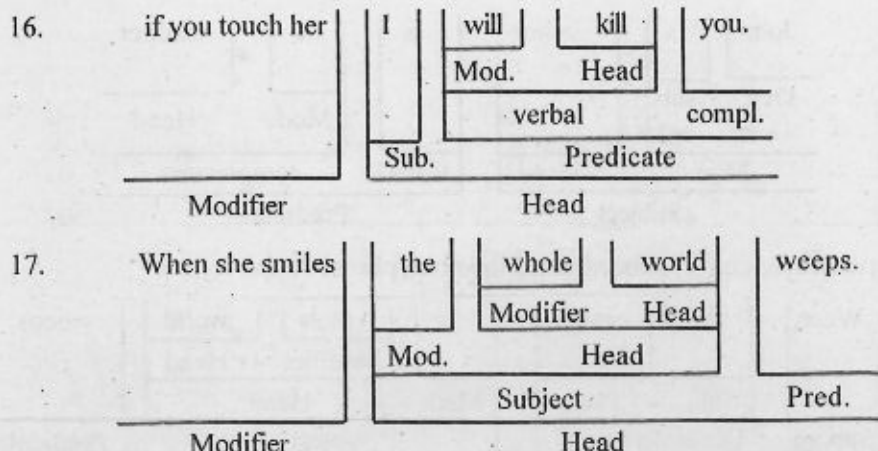 16. if you touch her I will kill you.
Mod. Head
verbal compl.
Sub. Predicate
Modifier Head
17. When she smiles the whole world weeps.
Modifier Head
Mod. Head
Subject Pred.
Modifier Head